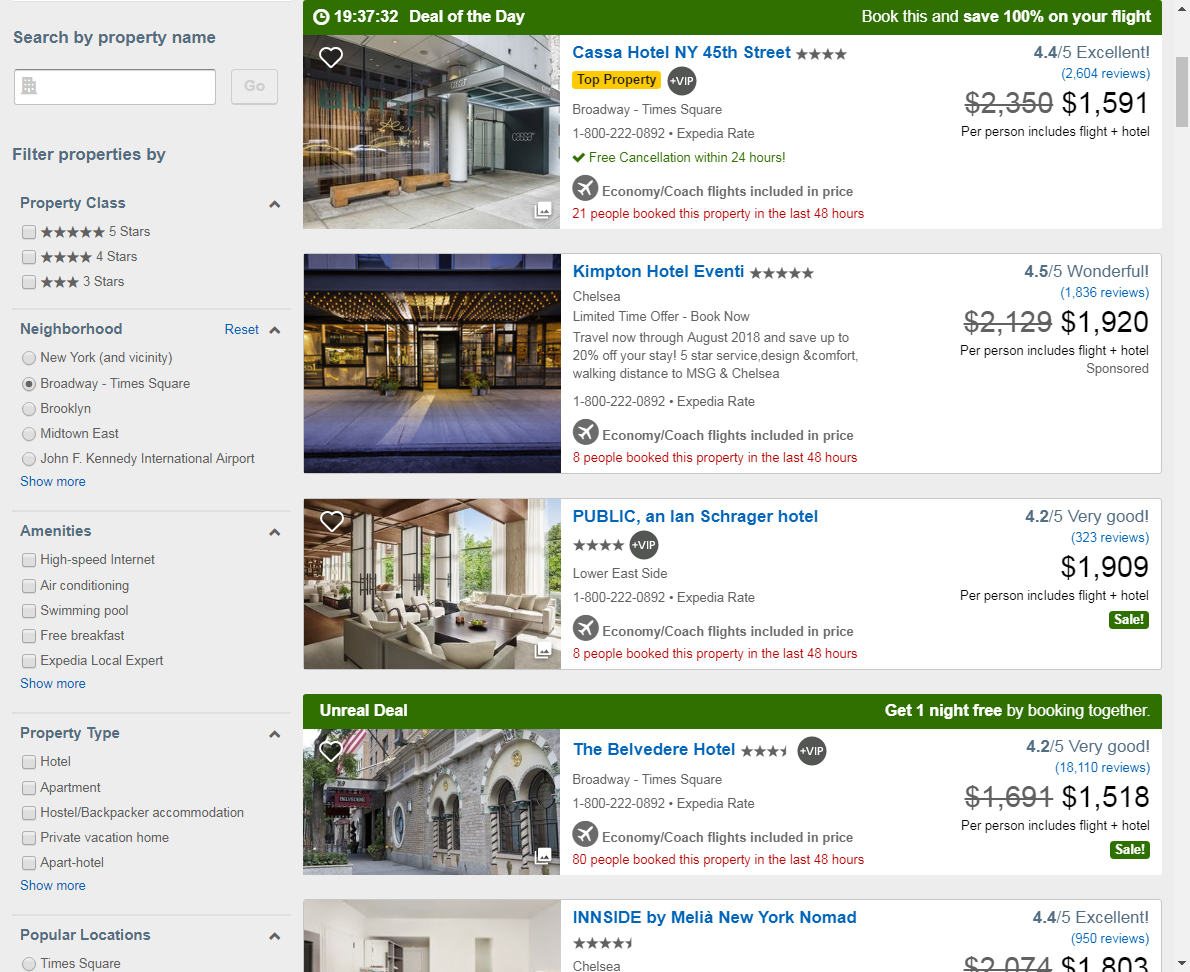 Search by property name
Go
Filter properties by
Property Class
5 Stars
4 Stars
3 Stars
Neighborhood Reset
New York (and vicinity)
Broadway - Times Square
Brooklyn
Midtown East
John F. Kennedy International Airport
Show more
Amenities
High-speed Internet
Air conditioning
Swimming pool
Free breakfast
Expedia Local Expert
Show more
Property Type
Hotel
Apartment
Hostel/Backpacker accommodation
Private vacation home
Apart-hotel
Show more
Popular Locations
Times Square
19:37:32 Deal of the Day Book this and save 100% on your flight
Cassa Hotel NY 45th Street
4.4/5 Excellent!
Top Property +VIP
(2,604 reviews)
$2,350 $1,591
Broadway - Times Square
Per person includes flight + hotel
1-800-222-0892 • Expedia Rate
Free Cancellation within 24 hours!
Economy/Coach flights included in price
21 people booked this property in the last 48 hours
Kimpton Hotel Eventi
4.5/5 Wonderful!
(1,836 reviews)
Chelsea
Limited Time Offer - Book Now
$2,129 $1,920
Travel now through August 2018 and save up to
20% off your stay! 5 star service,design &comfort,
walking distance to MSG & Chelsea
Per person includes flight + hotel
Sponsored
1-800-222-0892 • Expedia Rate
Economy/Coach flights included in price
8 people booked this property in the last 48 hours
PUBLIC, an Ian Schrager hotel
4.2/5 Very good!
+VIP
(323 reviews)
$1,909
Lower East Side
Per person includes flight + hotel
1-800-222-0892 • Expedia Rate
Sale!
Economy/Coach flights included in price
8 people booked this property in the last 48 hours
Unreal Deal Get 1 night free by booking together.
The Belvedere Hotel +VIP
4.2/5 Very good!
(18,110 reviews)
Broadway - Times Square
$1,691 $1,518
1-800-222-0892 • Expedia Rate
Per person includes flight + hotel
Economy/Coach flights included in price
Sale!
80 people booked this property in the last 48 hours
INNSIDE by Melià New York Nomad
4.4/5 Excellent!
(950 reviews)
Chelsea
$2,074 $1,803